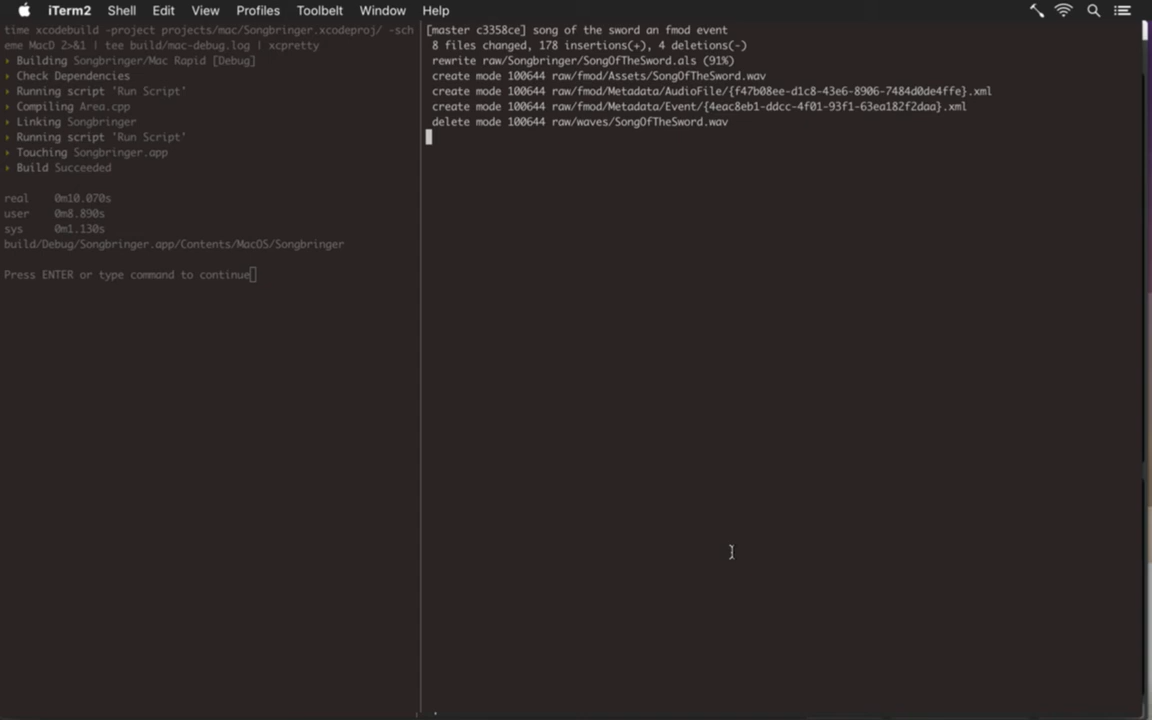 iTerm2 Shell Edit View Profiles Toolbelt Window Help
time xcodebuild -project projects/mac/Songbringer.xcodeproj/ -sch
eme MacD 2>&1 | tee build/mac-debug.log | xcpretty
▸ Building Songbringer/Mac Rapid [Debug]
▸ Check Dependencies
▸ Running script 'Run Script'
▸ Compiling Area.cpp
▸ Linking Songbringer
▸ Running script 'Run Script'
▸ Touching Songbringer.app
▸ Build Succeeded
real 0m10.070s
user 0m8.890s
sys 0m1.130s
build/Debug/Songbringer.app/Contents/MacOS/Songbringer
Press ENTER or type command to continue
[master c3358ce] song of the sword an fmod event
8 files changed, 178 insertions(+), 4 deletions(-)
rewrite raw/Songbringer/SongOfTheSword.als (91%)
create mode 100644 raw/fmod/Assets/SongOfTheSword.wav
create mode 100644 raw/fmod/Metadata/AudioFile/{f47b08ee-d1c8-43e6-8906-7484d0de4ffe}.xml
create mode 100644 raw/fmod/Metadata/Event/{4eac8eb1-ddcc-4f01-93f1-63ea182f2daa}.xml
delete mode 100644 raw/waves/SongOfTheSword.wav